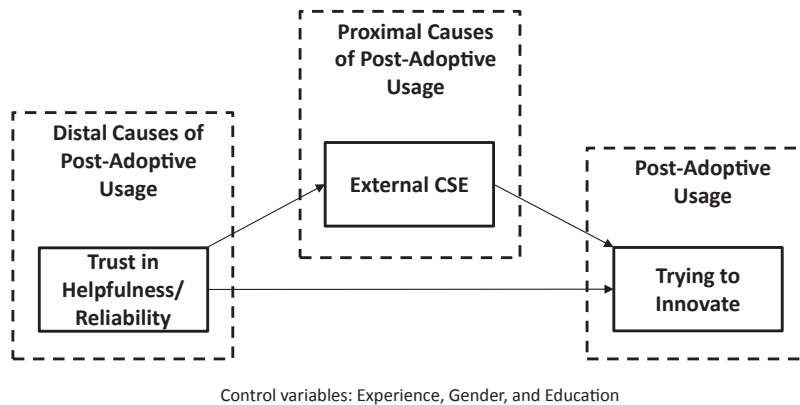 Proximal Causes
of Post-Adoptive
Usage
Distal Causes of
Post-Adoptive
Usage
External CSE
Post-Adoptive
Usage
Trust in
Helpfulness/
Reliability
Trying to
Innovate
Control variables: Experience, Gender, and Education